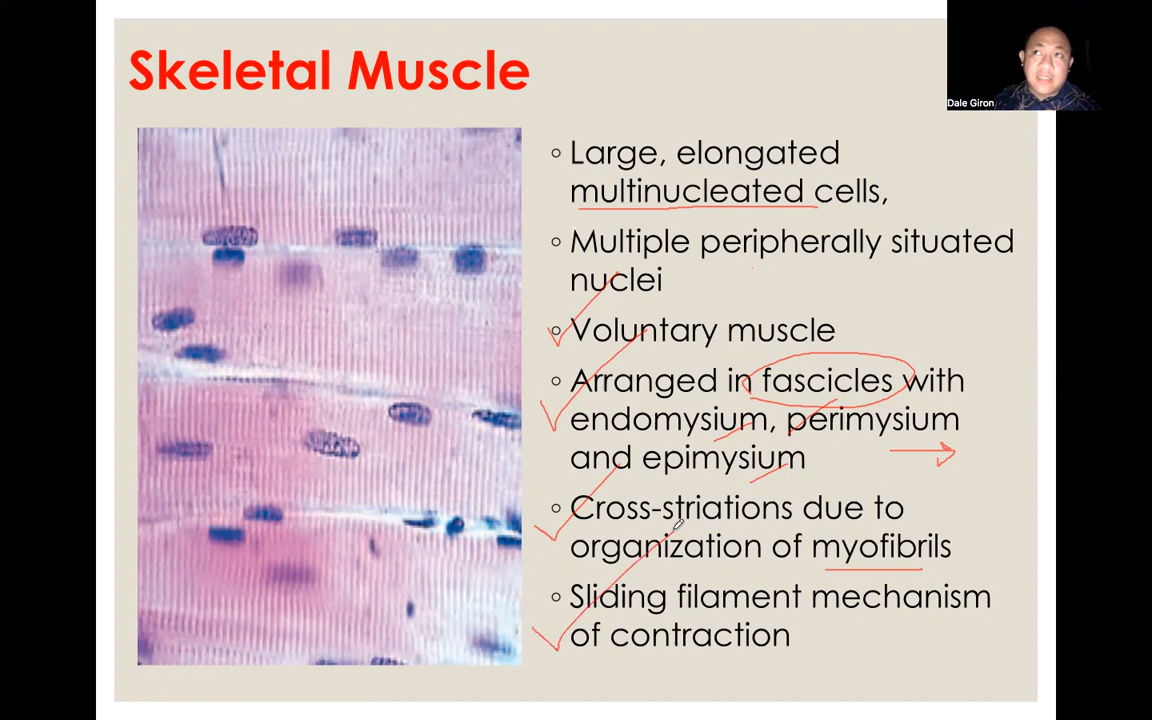 Skeletal Muscle
Dale Giron
◦ Large, elongated
multinucleated cells,
◦ Multiple peripherally situated
nuclei
◦ Voluntary muscle
◦ Arranged in fascicles with
endomysium, perimysium
and epimysium
◦ Cross-striations due to
organization of myofibrils
◦ Sliding filament mechanism
of contraction